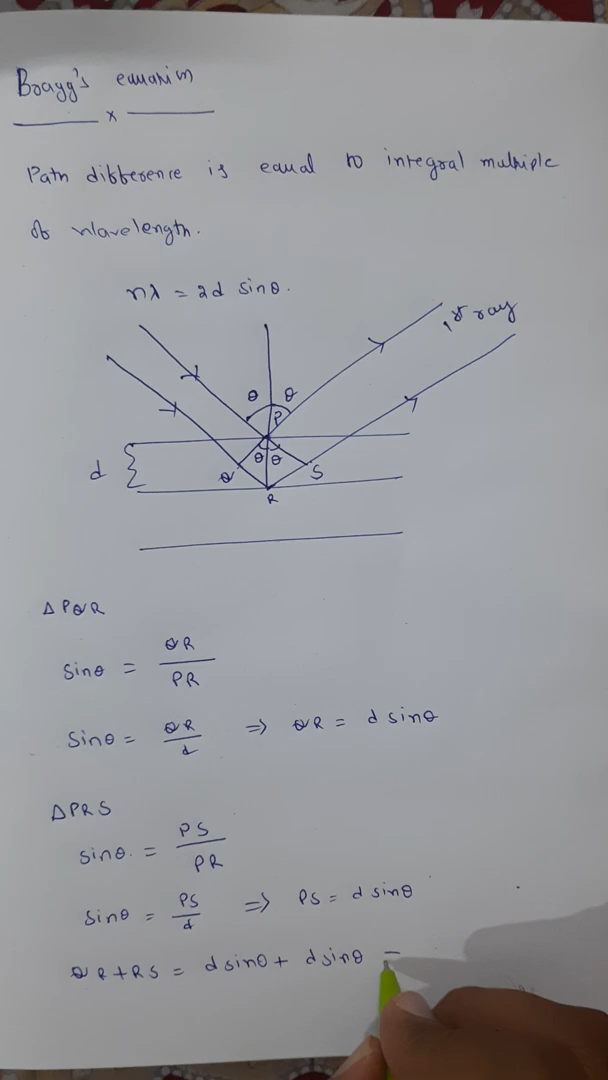 Bragg's equation
x
Path difference is equal to integral multiple
of wavelength.
nλ = 2d sinθ.
γ ray
θ θ
P
d
θ θ
Q S
R
ΔPQR
sinθ = QR / PR
sinθ = QR / d ⇒ QR = d sinθ
ΔPRS
sinθ. = PS / PR
sinθ = PS / d ⇒ PS = d sinθ
QR + RS = d sinθ + d sinθ =